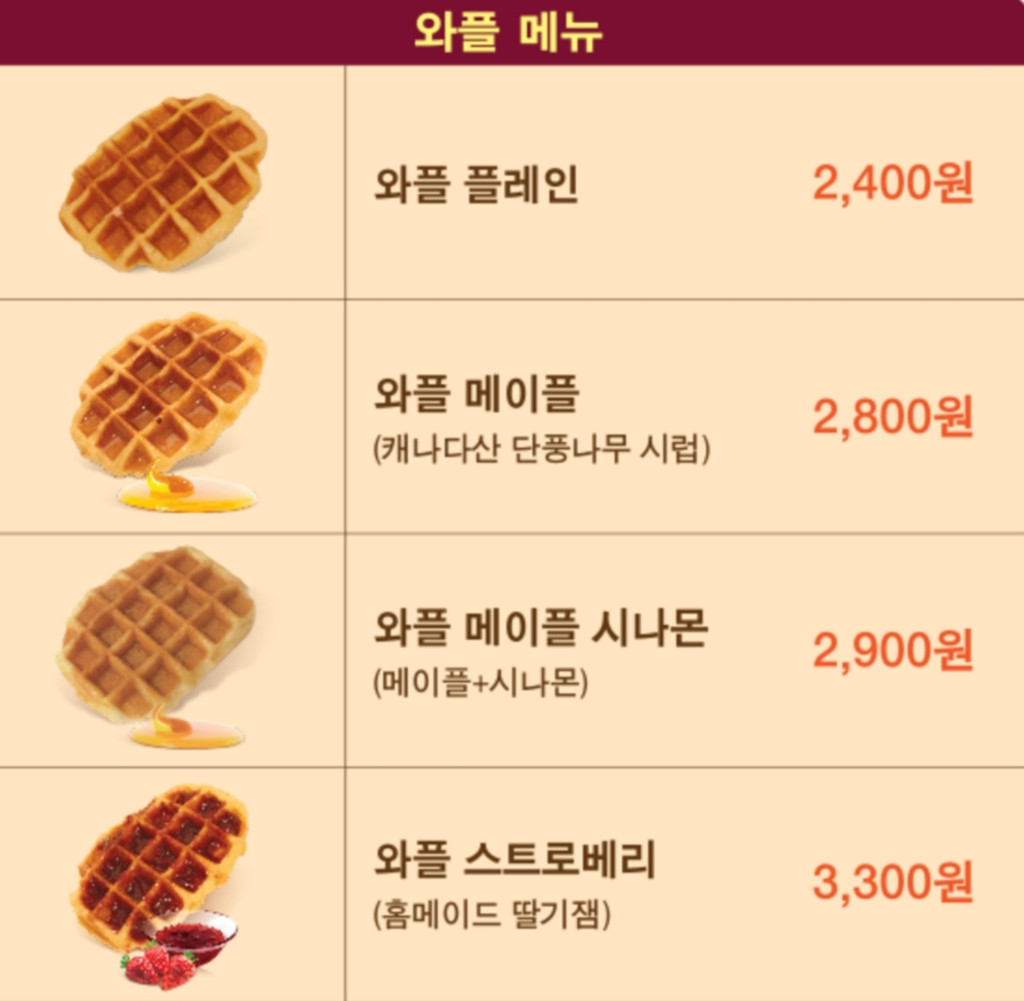 와플 메뉴
와플 플레인 2,400원
와플 메이플 2,800원
(캐나다산 단풍나무 시럽)
와플 메이플 시나몬 2,900원
(메이플+시나몬)
와플 스트로베리 3,300원
(홈메이드 딸기잼)